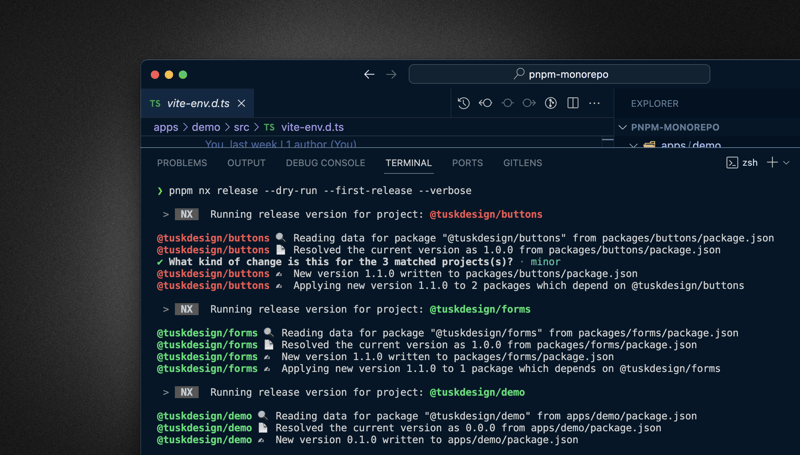 pnpm-monorepo
TS vite-env.d.ts
EXPLORER
apps > demo > src > TS vite-env.d.ts
PNPM-MONOREPO
You, last week | 1 author (You)
apps/demo
PROBLEMS OUTPUT DEBUG CONSOLE TERMINAL PORTS GITLENS
zsh
❯ pnpm nx release --dry-run --first-release --verbose
> NX Running release version for project: @tuskdesign/buttons
@tuskdesign/buttons 🔍 Reading data for package "@tuskdesign/buttons" from packages/buttons/package.json
@tuskdesign/buttons 📄 Resolved the current version as 1.0.0 from packages/buttons/package.json
✔ What kind of change is this for the 3 matched projects(s)? · minor
@tuskdesign/buttons ✍ New version 1.1.0 written to packages/buttons/package.json
@tuskdesign/buttons ✍ Applying new version 1.1.0 to 2 packages which depend on @tuskdesign/buttons
> NX Running release version for project: @tuskdesign/forms
@tuskdesign/forms 🔍 Reading data for package "@tuskdesign/forms" from packages/forms/package.json
@tuskdesign/forms 📄 Resolved the current version as 1.0.0 from packages/forms/package.json
@tuskdesign/forms ✍ New version 1.1.0 written to packages/forms/package.json
@tuskdesign/forms ✍ Applying new version 1.1.0 to 1 package which depends on @tuskdesign/forms
> NX Running release version for project: @tuskdesign/demo
@tuskdesign/demo 🔍 Reading data for package "@tuskdesign/demo" from apps/demo/package.json
@tuskdesign/demo 📄 Resolved the current version as 0.0.0 from apps/demo/package.json
@tuskdesign/demo ✍ New version 0.1.0 written to apps/demo/package.json